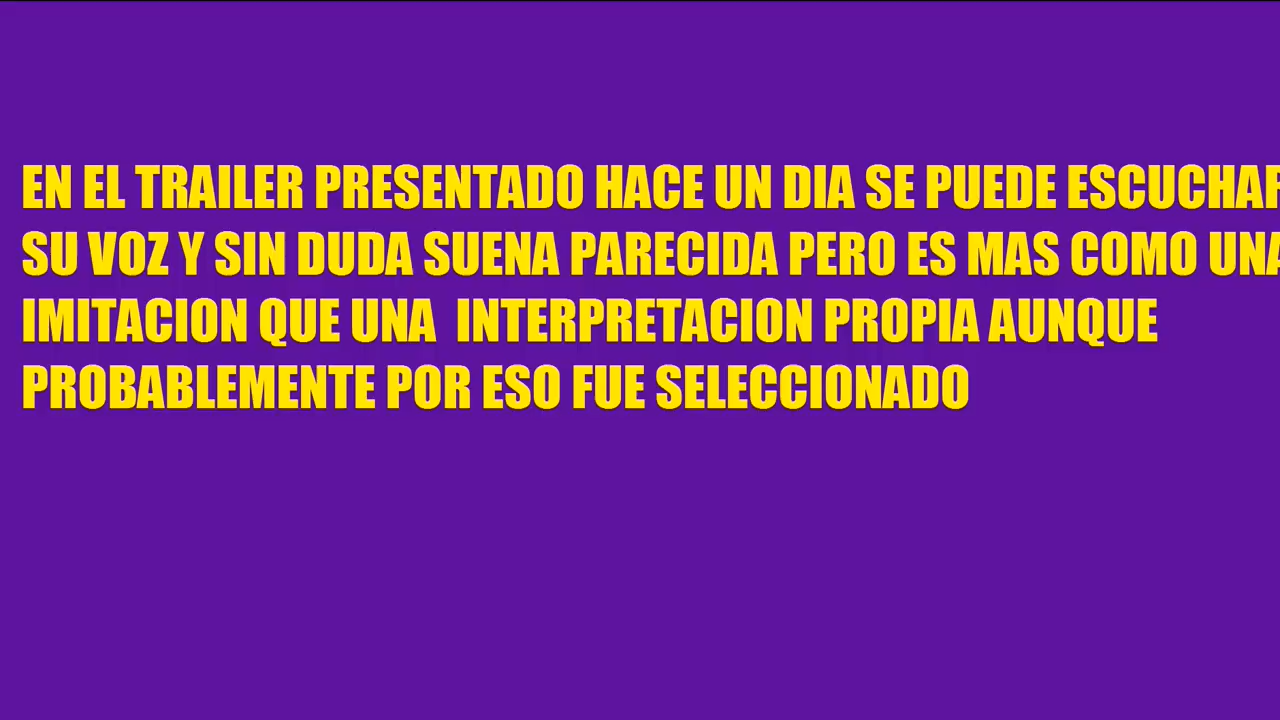 EN EL TRAILER PRESENTADO HACE UN DIA SE PUEDE ESCUCHAR
SU VOZ Y SIN DUDA SUENA PARECIDA PERO ES MAS COMO UNA
IMITACION QUE UNA  INTERPRETACION PROPIA AUNQUE
PROBABLEMENTE POR ESO FUE SELECCIONADO